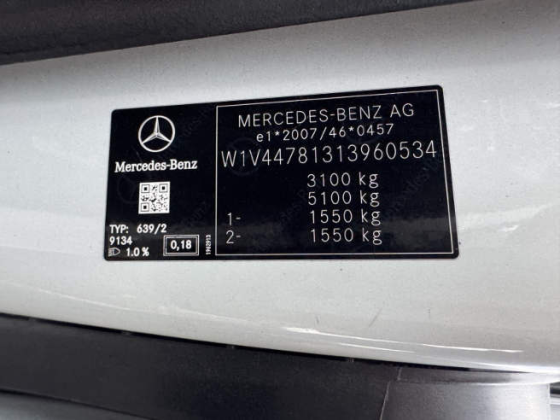 Mercedes-Benz
TYP: 639/2
9134
1.0 %
0,18
MERCEDES-BENZ AG
e1*2007/46*0457
W1V44781313960534
3100 kg
5100 kg
1- 1550 kg
2- 1550 kg